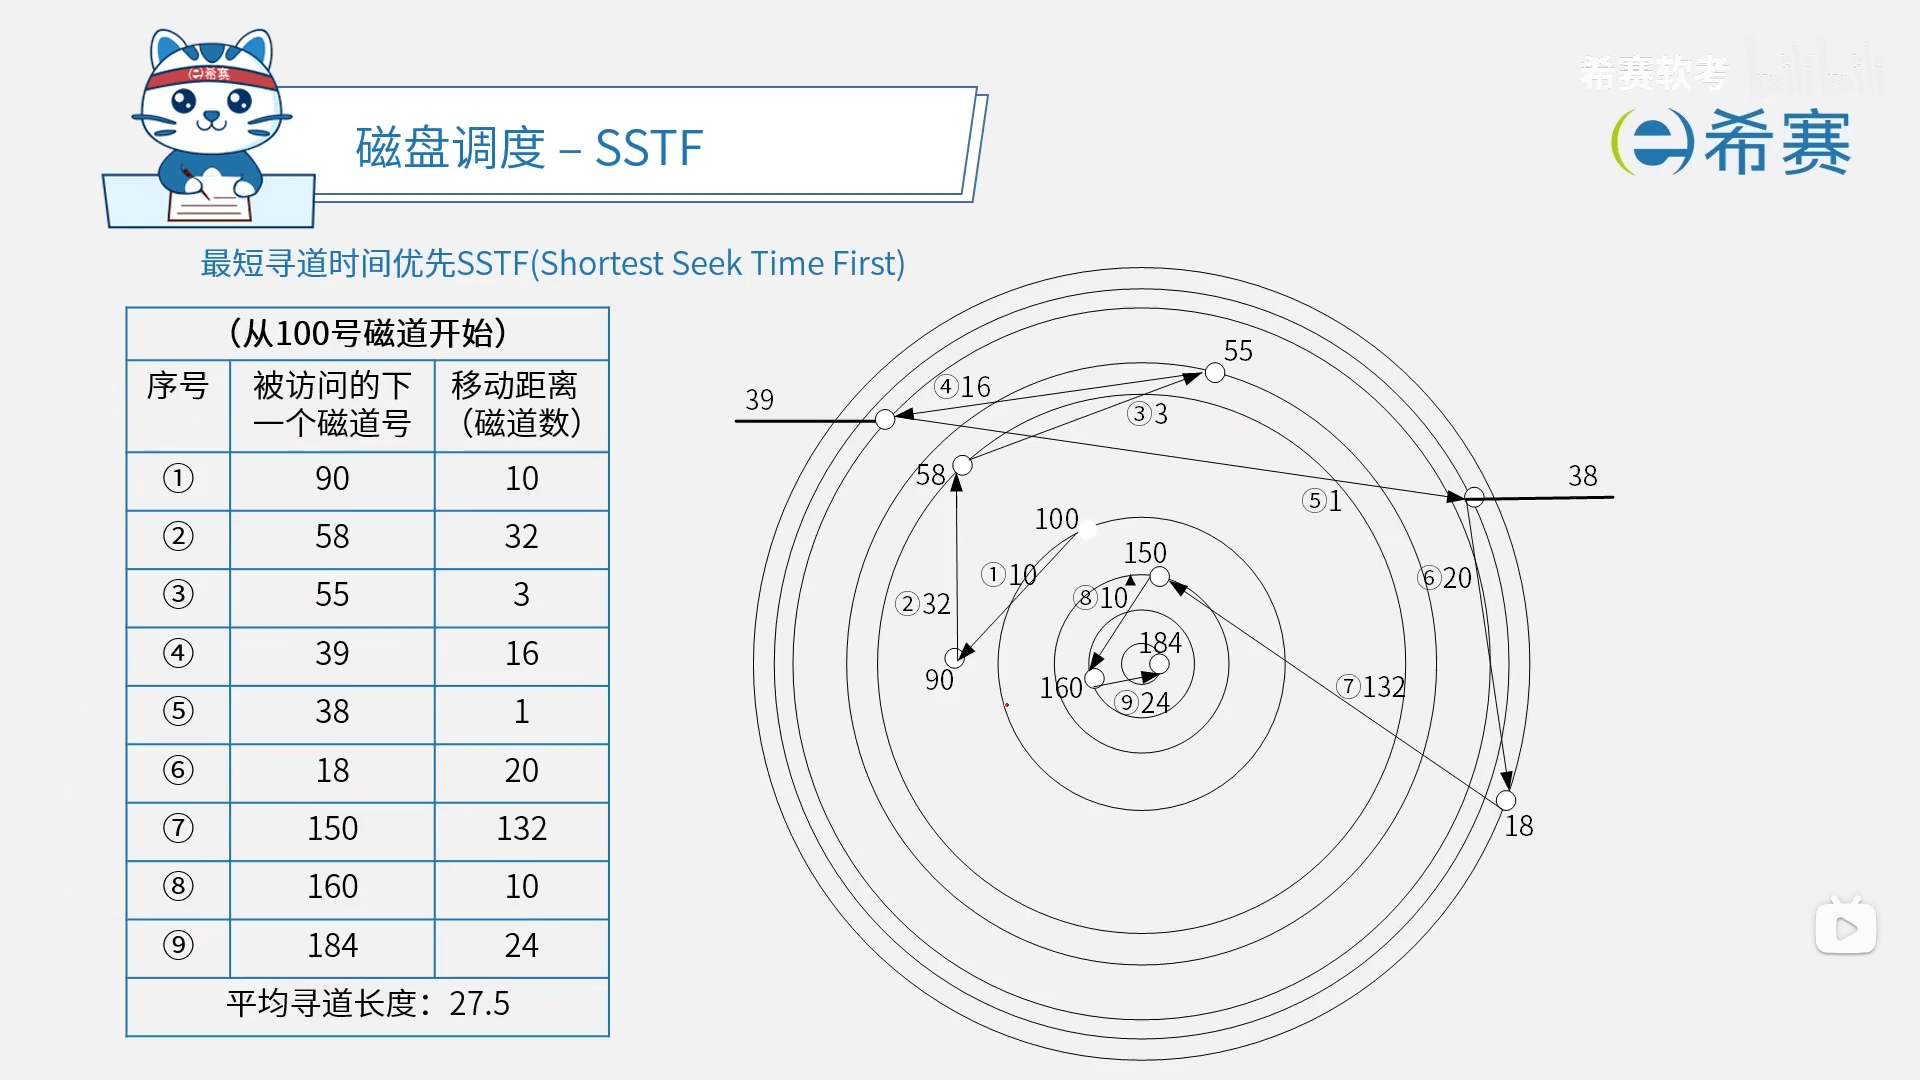 希赛
希赛软考 bilibili
希赛
磁盘调度 – SSTF
最短寻道时间优先SSTF(Shortest Seek Time First)
（从100号磁道开始）
序号 被访问的下一个磁道号 移动距离（磁道数）
① 90 10
② 58 32
③ 55 3
④ 39 16
⑤ 38 1
⑥ 18 20
⑦ 150 132
⑧ 160 10
⑨ 184 24
平均寻道长度：27.5
55
39
④16
③3
58
38
⑤1
100
150
①10
⑧10
⑥20
②32
184
90
160
⑨24
⑦132
18